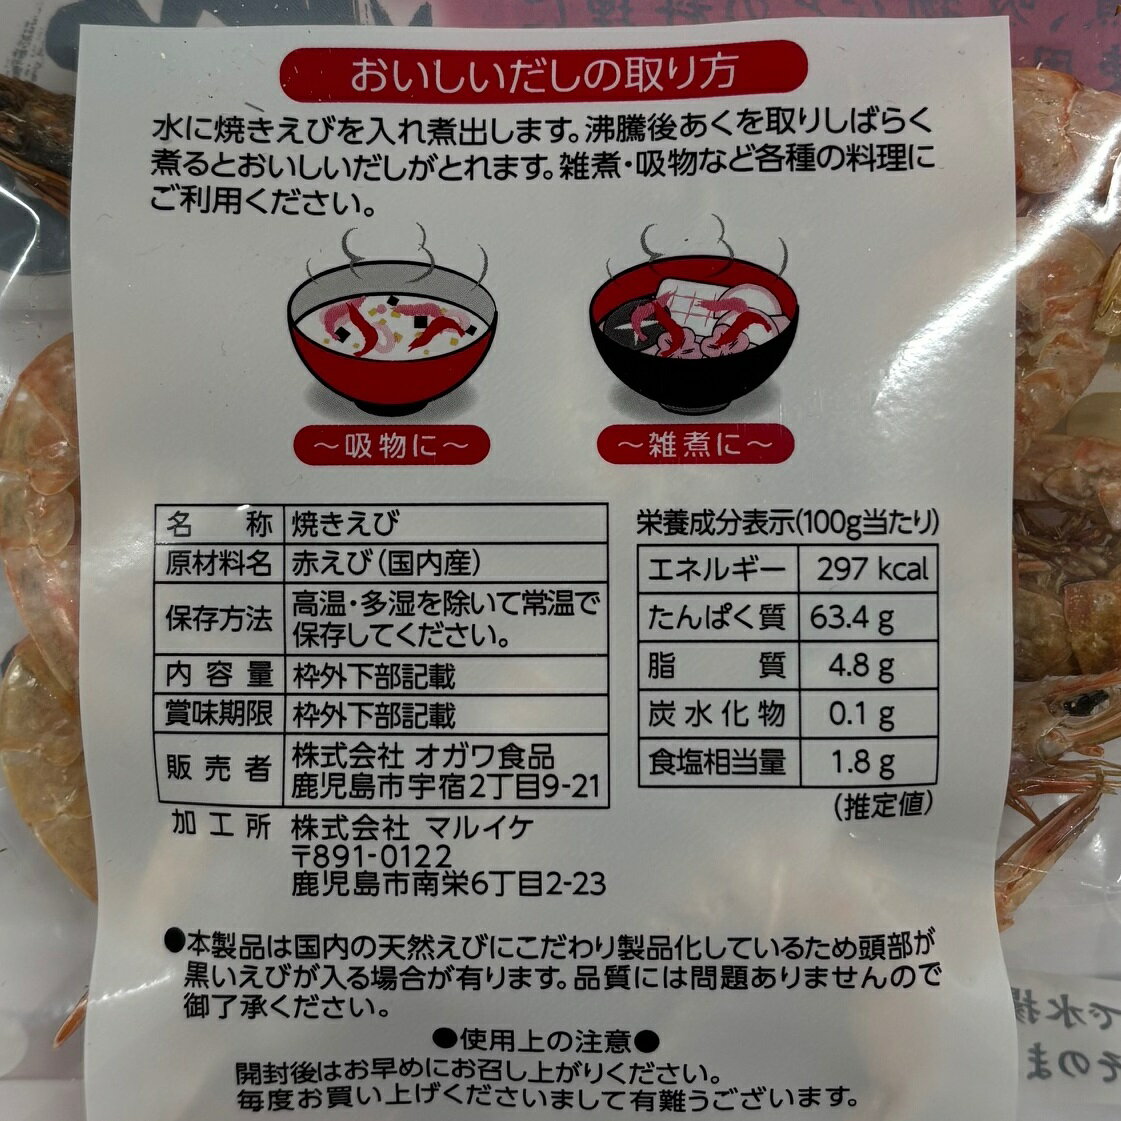 おいしいだしの取り方
水に焼きえびを入れ煮出します。沸騰後あくを取りしばらく
煮るとおいしいだしがとれます。雑煮・吸物など各種の料理に
ご利用ください。
～吸物に～
～雑煮に～
名称 焼きえび
原材料名 赤えび(国内産)
保存方法 高温・多湿を除いて常温で
保存してください。
内容量 枠外下部記載
賞味期限 枠外下部記載
販売者 株式会社 オガワ食品
鹿児島市宇宿2丁目9-21
加工所 株式会社 マルイケ
〒891-0122
鹿児島市南栄6丁目2-23
栄養成分表示(100g当たり)
エネルギー 297 kcal
たんぱく質 63.4 g
脂質 4.8 g
炭水化物 0.1 g
食塩相当量 1.8 g
(推定値)
●本製品は国内の天然えびにこだわり製品化しているため頭部が
黒いえびが入る場合が有ります。品質には問題ありませんので
御了承ください。
●使用上の注意●
開封後はお早めにお召し上がりください。
毎度お買い上げくださいまして有難うございます。
で水揚
そのま